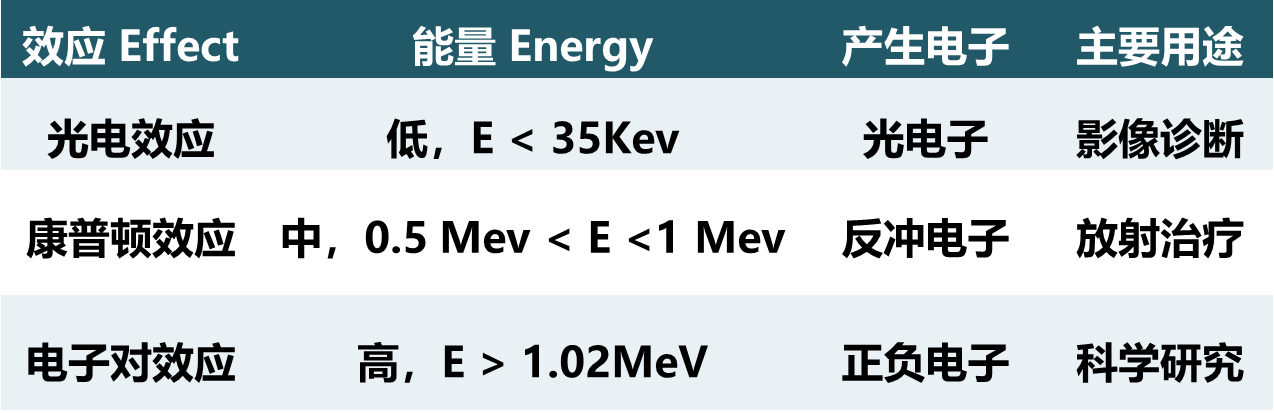 效应 Effect 能量 Energy 产生电子 主要用途
光电效应 低，E < 35Kev 光电子 影像诊断
康普顿效应 中，0.5 Mev < E <1 Mev 反冲电子 放射治疗
电子对效应 高，E > 1.02MeV 正负电子 科学研究